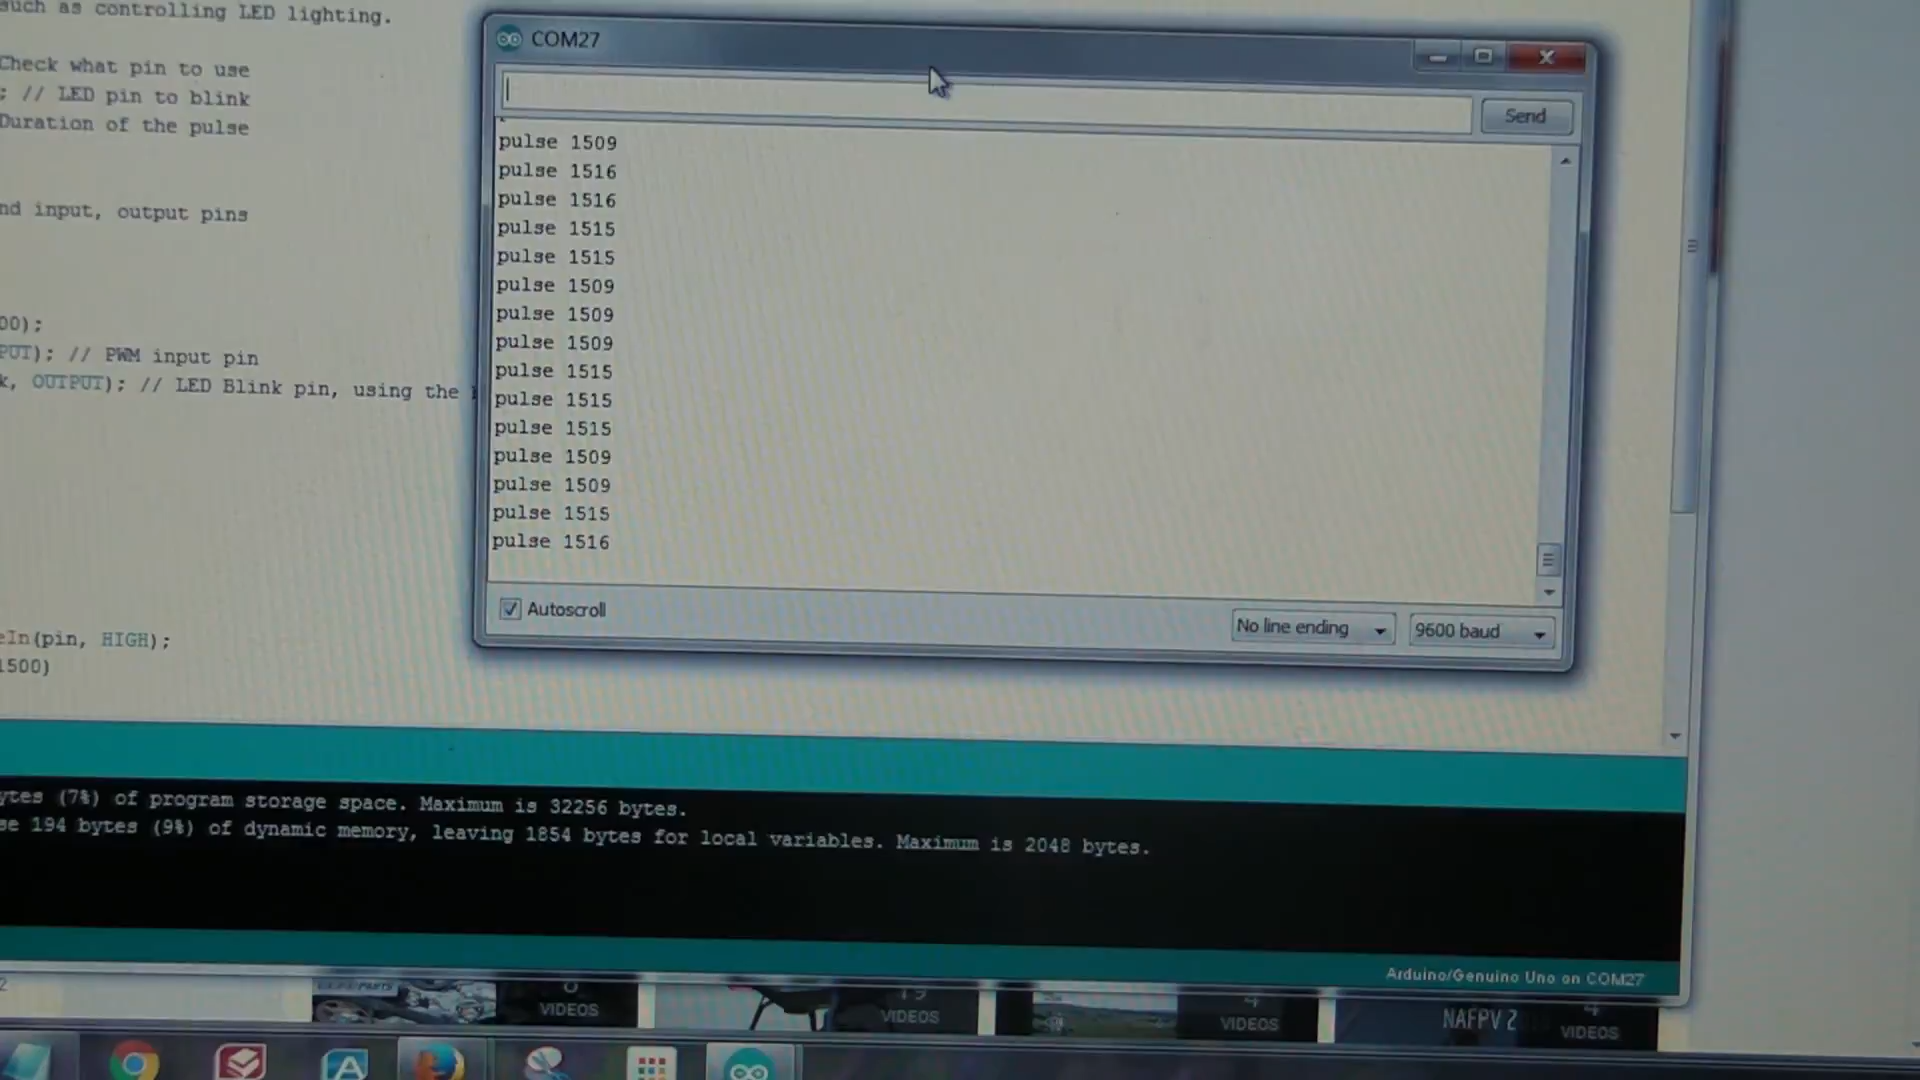 such as controlling LED lighting.
Check what pin to use
; // LED pin to blink
Duration of the pulse
nd input, output pins
00);
PUT); // PWM input pin
k, OUTPUT); // LED Blink pin, using the
eIn(pin, HIGH);
1500)
COM27
Send
pulse 1509
pulse 1516
pulse 1516
pulse 1515
pulse 1515
pulse 1509
pulse 1509
pulse 1509
pulse 1515
pulse 1515
pulse 1515
pulse 1509
pulse 1509
pulse 1515
pulse 1516
Autoscroll
No line ending
9600 baud
ytes (7%) of program storage space. Maximum is 32256 bytes.
se 194 bytes (9%) of dynamic memory, leaving 1854 bytes for local variables. Maximum is 2048 bytes.
Arduino/Genuino Uno on COM27
2
VIDEOS
19
VIDEOS
4
VIDEOS
NAFPV 2
4
VIDEOS